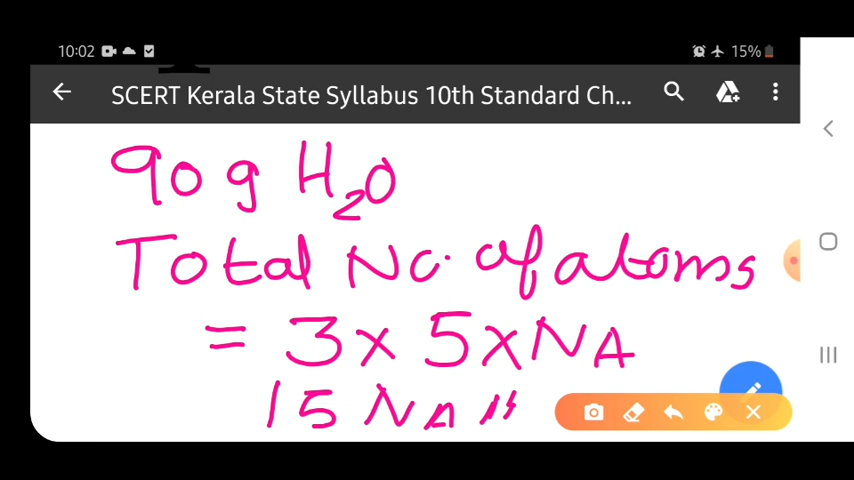 10:02 15%
SCERT Kerala State Syllabus 10th Standard Ch...
90 g H₂O
Total No. of atoms
= 3 x 5 x NA
15 NA "